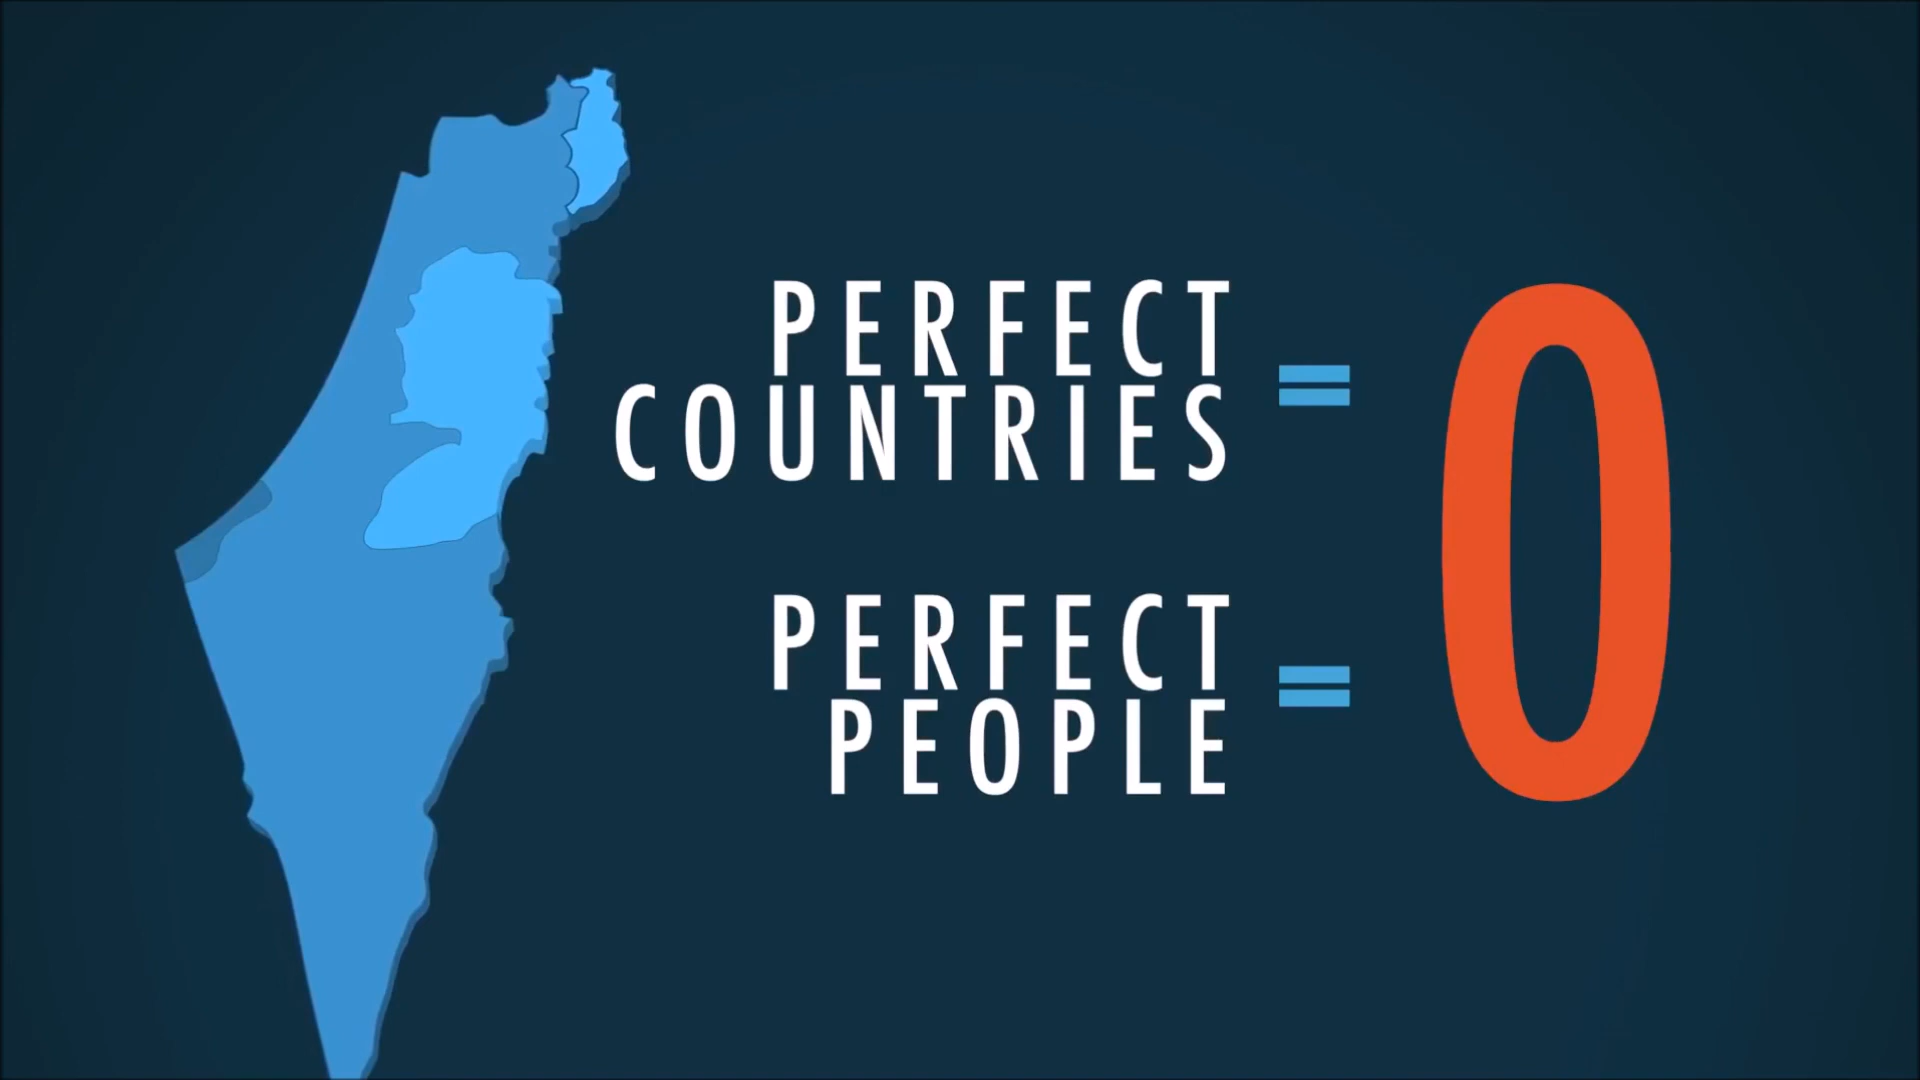 PERFECT
COUNTRIES
=
PERFECT
PEOPLE
=
0